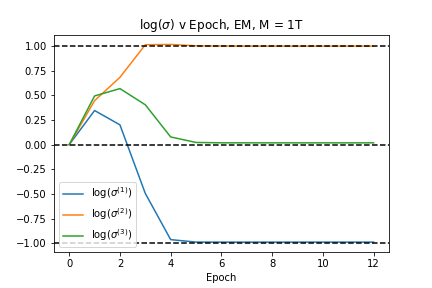 log(σ) v Epoch, EM, M = 1T
1.00
0.75
0.50
0.25
0.00
−0.25
−0.50
−0.75
−1.00
log(σ⁽¹⁾)
log(σ⁽²⁾)
log(σ⁽³⁾)
0 2 4 6 8 10 12
Epoch